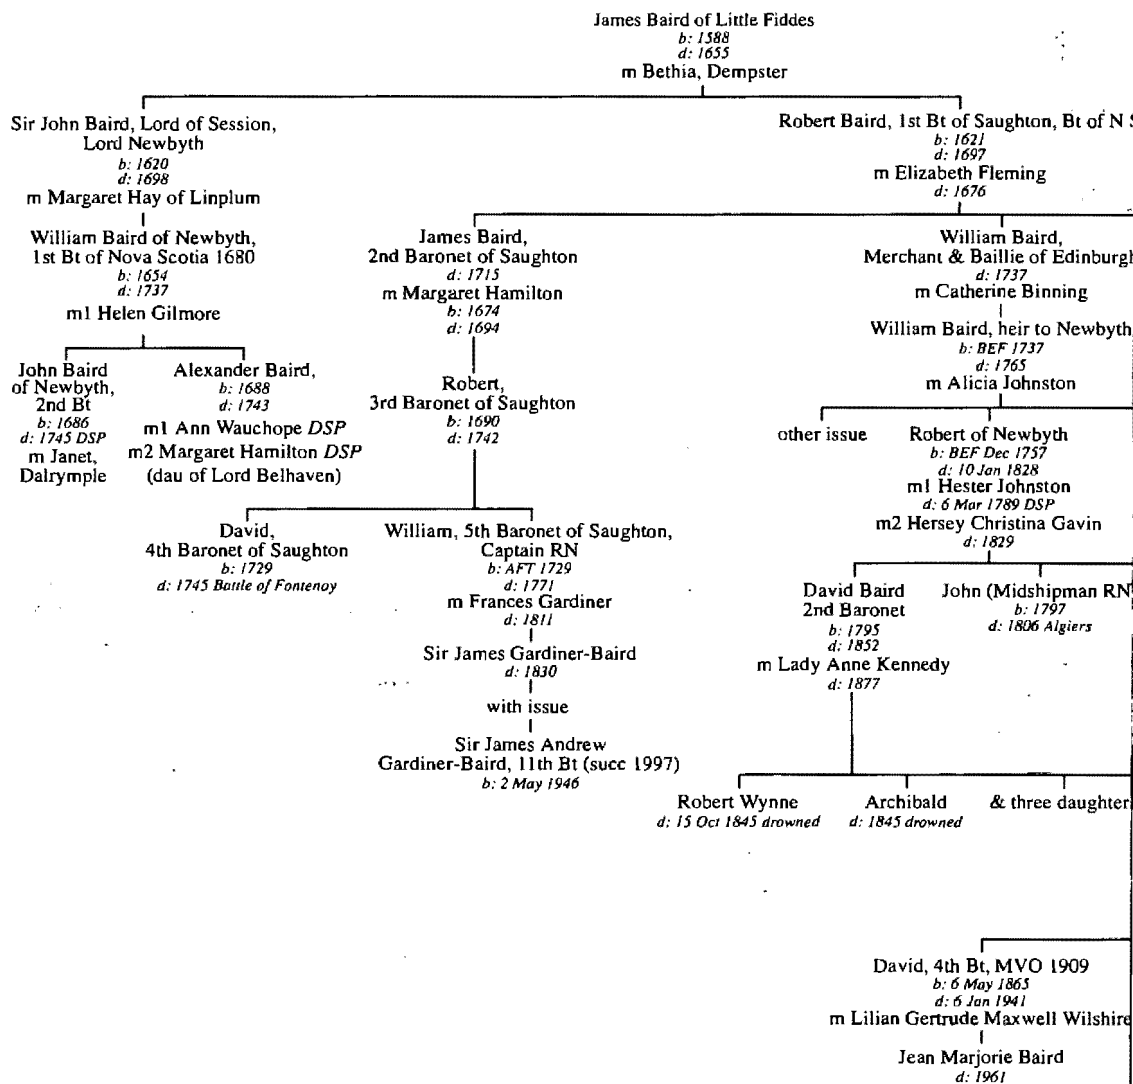 James Baird of Little Fiddes
b: 1588
d: 1655
m Bethia, Dempster
Sir John Baird, Lord of Session,
Lord Newbyth
b: 1620
d: 1698
m Margaret Hay of Linplum
Robert Baird, 1st Bt of Saughton, Bt of N S
b: 1621
d: 1697
m Elizabeth Fleming
d: 1676
William Baird of Newbyth,
1st Bt of Nova Scotia 1680
b: 1654
d: 1737
m1 Helen Gilmore
James Baird,
2nd Baronet of Saughton
d: 1715
m Margaret Hamilton
b: 1674
d: 1694
William Baird,
Merchant & Baillie of Edinburgh
d: 1737
m Catherine Binning
William Baird, heir to Newbyth
b: BEF 1737
d: 1765
m Alicia Johnston
John Baird
of Newbyth,
2nd Bt
b: 1686
d: 1745 DSP
m Janet,
Dalrymple
Alexander Baird,
b: 1688
d: 1743
m1 Ann Wauchope DSP
m2 Margaret Hamilton DSP
(dau of Lord Belhaven)
Robert,
3rd Baronet of Saughton
b: 1690
d: 1742
other issue
Robert of Newbyth
b: BEF Dec 1757
d: 10 Jan 1828
m1 Hester Johnston
d: 6 Mar 1789 DSP
m2 Hersey Christina Gavin
d: 1829
David,
4th Baronet of Saughton
b: 1729
d: 1745 Battle of Fontenoy
William, 5th Baronet of Saughton,
Captain RN
b: AFT 1729
d: 1771
m Frances Gardiner
d: 1811
Sir James Gardiner-Baird
d: 1830
with issue
Sir James Andrew
Gardiner-Baird, 11th Bt (succ 1997)
b: 2 May 1946
David Baird
2nd Baronet
b: 1795
d: 1852
m Lady Anne Kennedy
d: 1877
John (Midshipman RN
b: 1797
d: 1806 Algiers
Robert Wynne
d: 15 Oct 1845 drowned
Archibald
d: 1845 drowned
& three daughter
David, 4th Bt, MVO 1909
b: 6 May 1865
d: 6 Jan 1941
m Lilian Gertrude Maxwell Wilshire
Jean Marjorie Baird
d: 1961